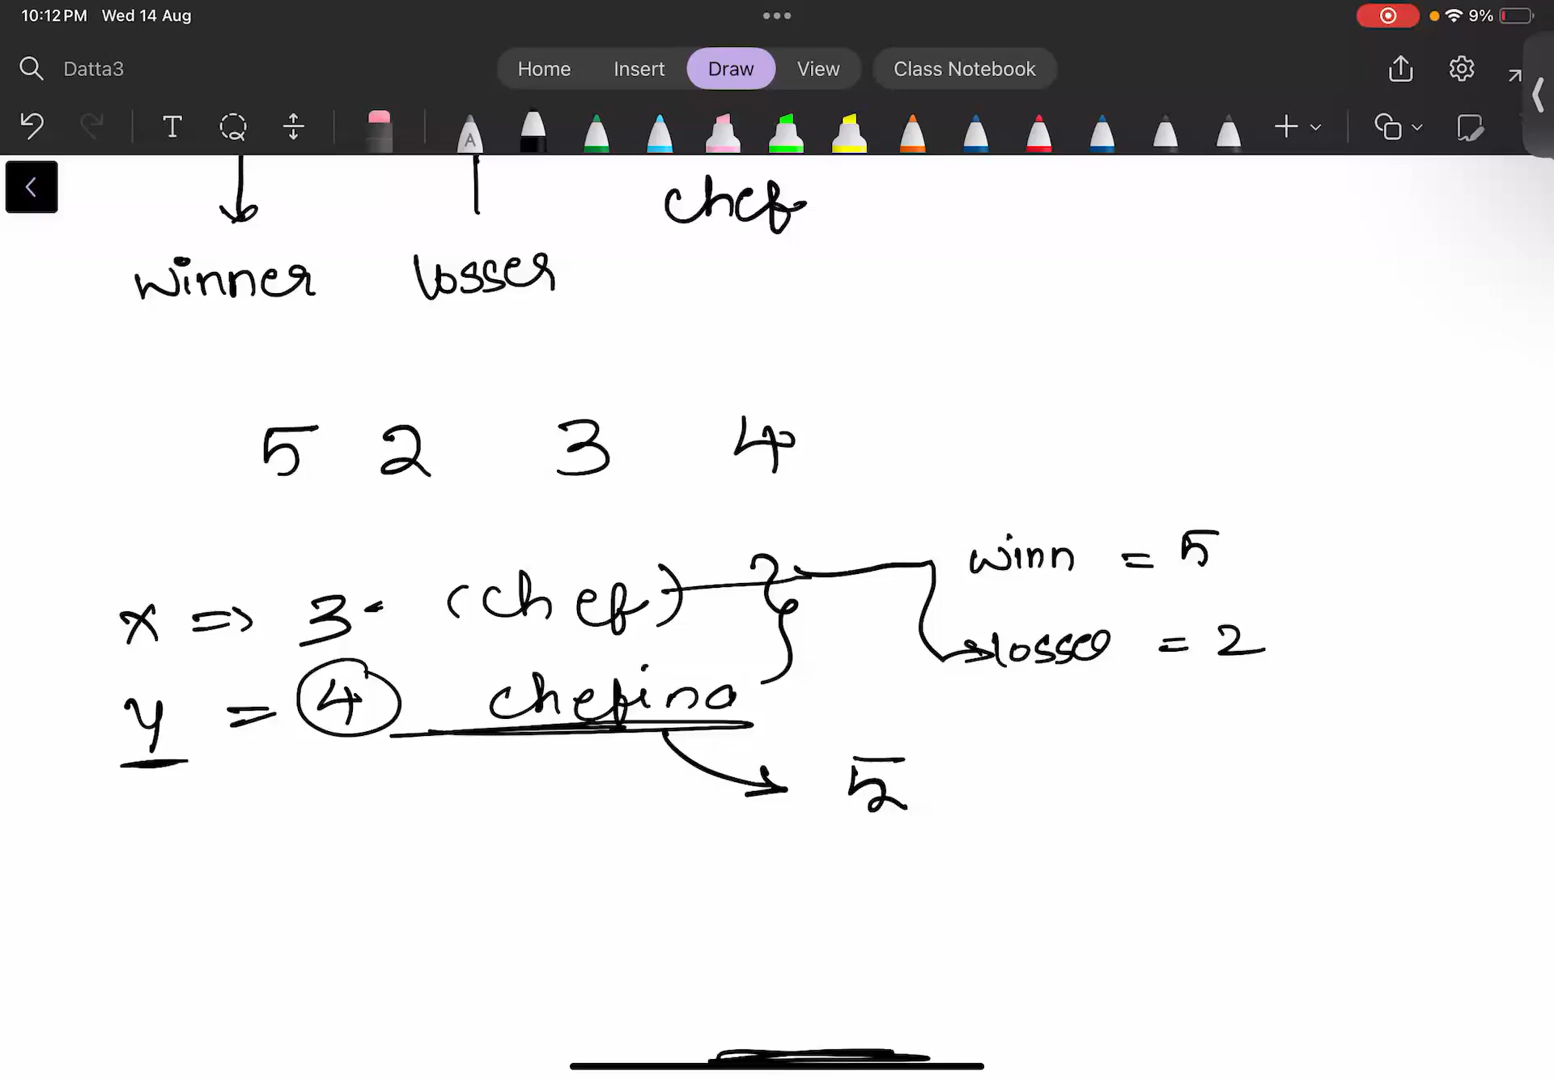 10:12 PM Wed 14 Aug 9%
Datta3 Home Insert Draw View Class Notebook
T A
chef
winner losser
5 2 3 4
x => 3 (chef) winn = 5
losser = 2
y = 4 chefina
5